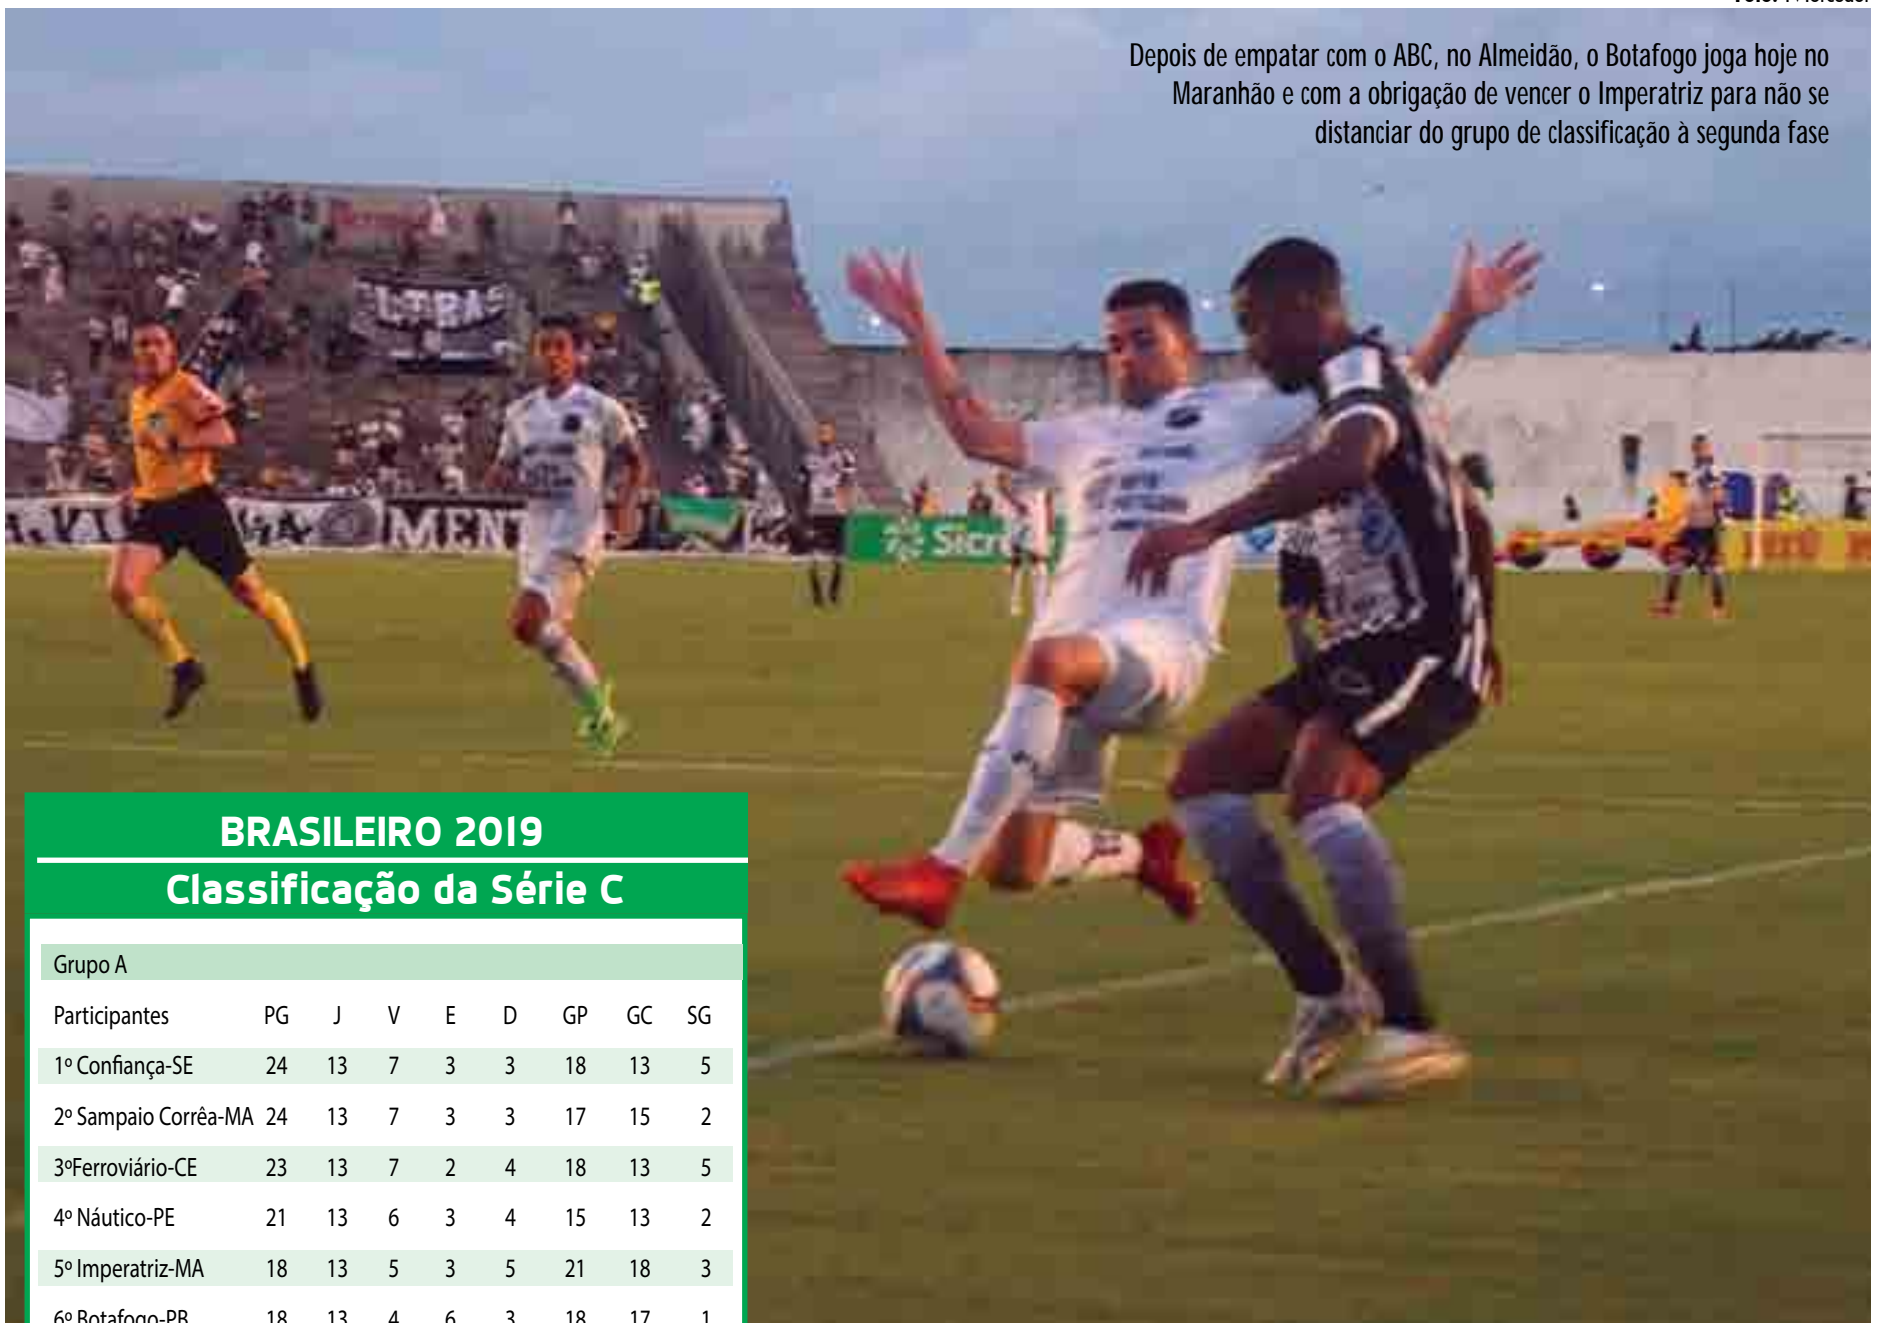 Depois de empatar com o ABC, no Almeidão, o Botafogo joga hoje no
Maranhão e com a obrigação de vencer o Imperatriz para não se
distanciar do grupo de classificação à segunda fase
MENT
Sicr
BRASILEIRO 2019
Classificação da Série C
Grupo A
Participantes PG J V E D GP GC SG
1º Confiança-SE 24 13 7 3 3 18 13 5
2º Sampaio Corrêa-MA 24 13 7 3 3 17 15 2
3ºFerroviário-CE 23 13 7 2 4 18 13 5
4º Náutico-PE 21 13 6 3 4 15 13 2
5º Imperatriz-MA 18 13 5 3 5 21 18 3
6º Botafogo-PB 18 13 4 6 3 18 17 1